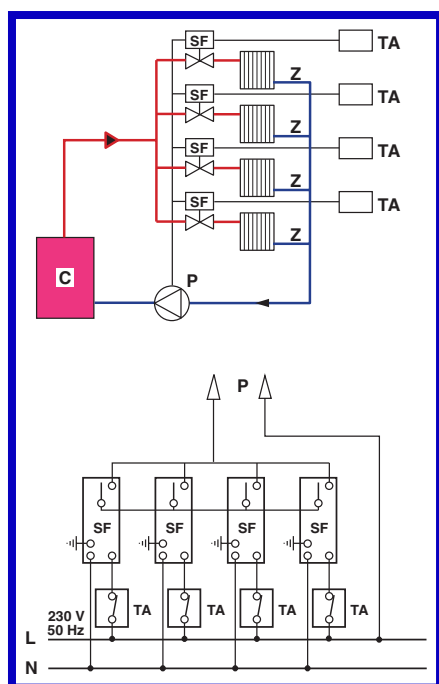 SF
TA
Z
SF
TA
Z
SF
TA
Z
SF
TA
Z
C
P
P
SF SF SF SF
TA TA TA TA
230 V
50 Hz
L
N